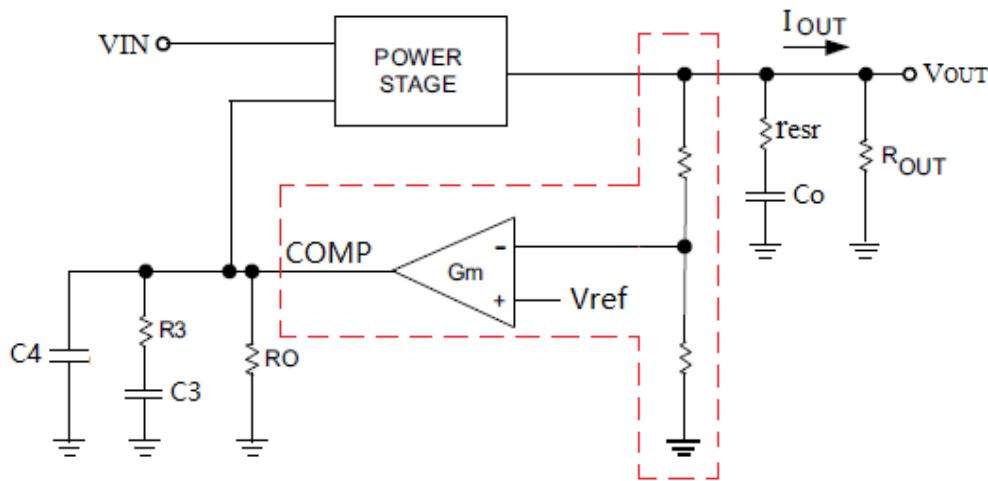 IOUT
VIN
POWER
STAGE
VOUT
resr
ROUT
Co
COMP
-
Gm
+
Vref
R3
RO
C4
C3